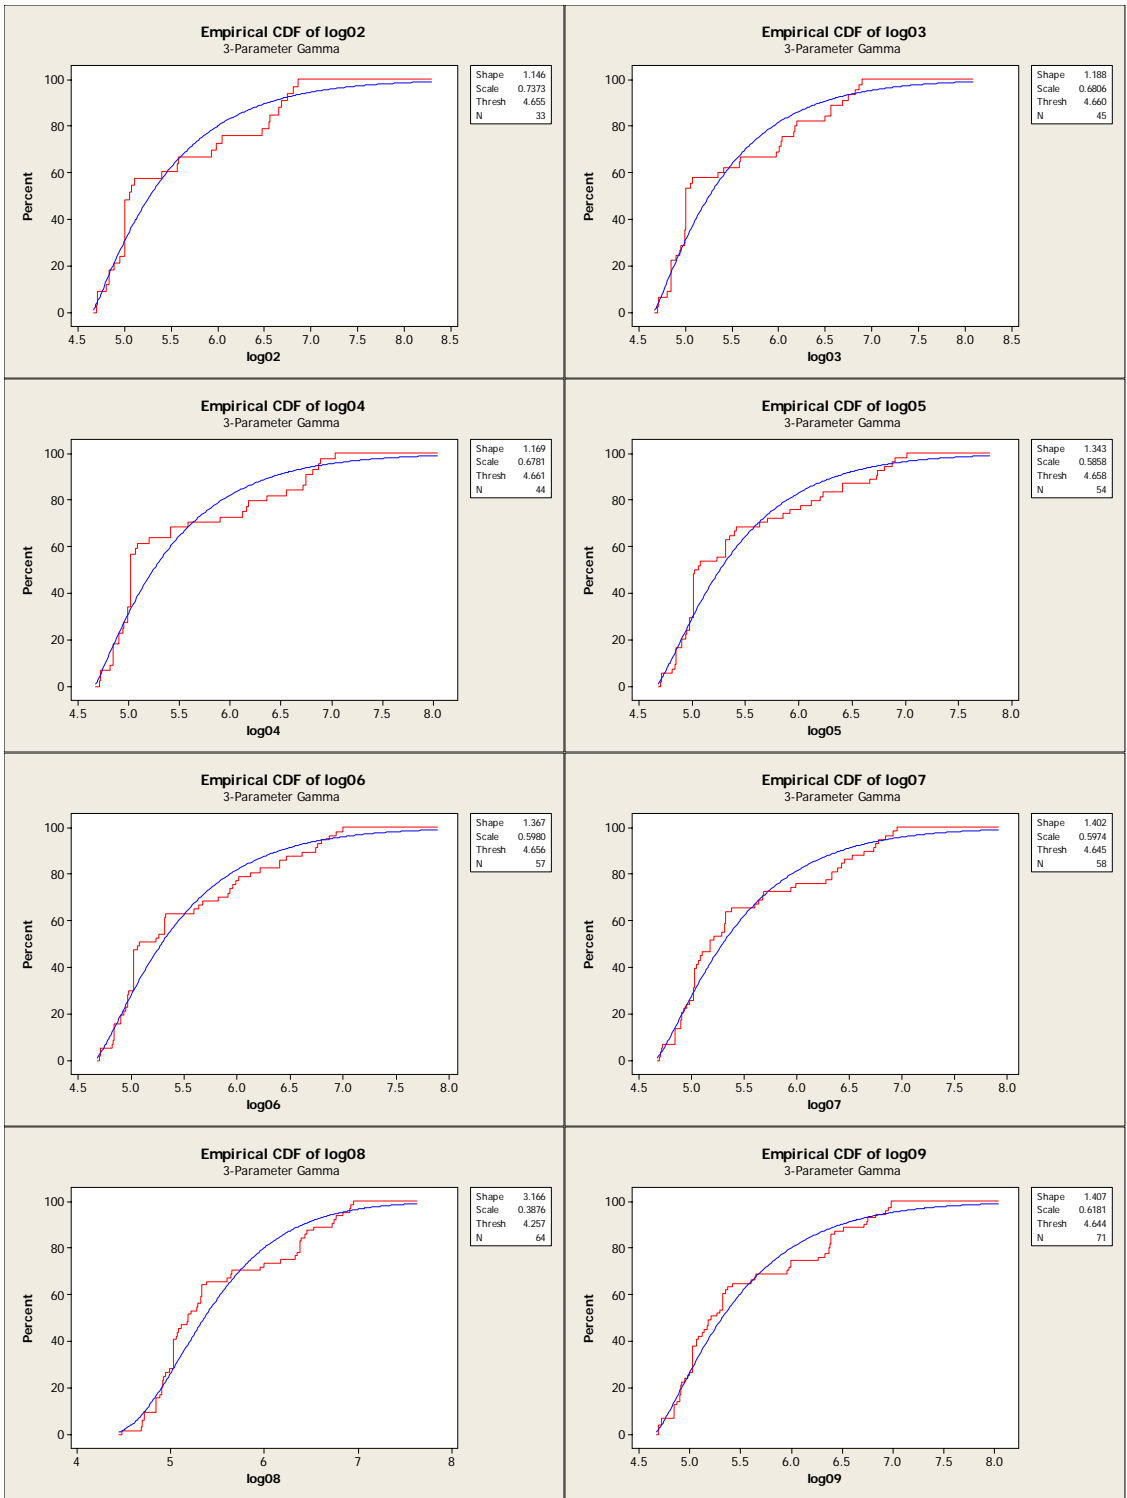 Empirical CDF of log02
3-Parameter Gamma
Shape 1.146
Scale 0.7373
Thresh 4.655
N 33
100
80
60
40
20
0
Percent
4.5 5.0 5.5 6.0 6.5 7.0 7.5 8.0 8.5
log02
Empirical CDF of log03
3-Parameter Gamma
Shape 1.188
Scale 0.6806
Thresh 4.660
N 45
100
80
60
40
20
0
Percent
4.5 5.0 5.5 6.0 6.5 7.0 7.5 8.0 8.5
log03
Empirical CDF of log04
3-Parameter Gamma
Shape 1.169
Scale 0.6781
Thresh 4.661
N 44
100
80
60
40
20
0
Percent
4.5 5.0 5.5 6.0 6.5 7.0 7.5 8.0
log04
Empirical CDF of log05
3-Parameter Gamma
Shape 1.343
Scale 0.5858
Thresh 4.658
N 54
100
80
60
40
20
0
Percent
4.5 5.0 5.5 6.0 6.5 7.0 7.5 8.0
log05
Empirical CDF of log06
3-Parameter Gamma
Shape 1.367
Scale 0.5980
Thresh 4.656
N 57
100
80
60
40
20
0
Percent
4.5 5.0 5.5 6.0 6.5 7.0 7.5 8.0
log06
Empirical CDF of log07
3-Parameter Gamma
Shape 1.402
Scale 0.5974
Thresh 4.645
N 58
100
80
60
40
20
0
Percent
4.5 5.0 5.5 6.0 6.5 7.0 7.5 8.0
log07
Empirical CDF of log08
3-Parameter Gamma
Shape 3.166
Scale 0.3876
Thresh 4.257
N 64
100
80
60
40
20
0
Percent
4 5 6 7 8
log08
Empirical CDF of log09
3-Parameter Gamma
Shape 1.407
Scale 0.6181
Thresh 4.644
N 71
100
80
60
40
20
0
Percent
4.5 5.0 5.5 6.0 6.5 7.0 7.5 8.0
log09